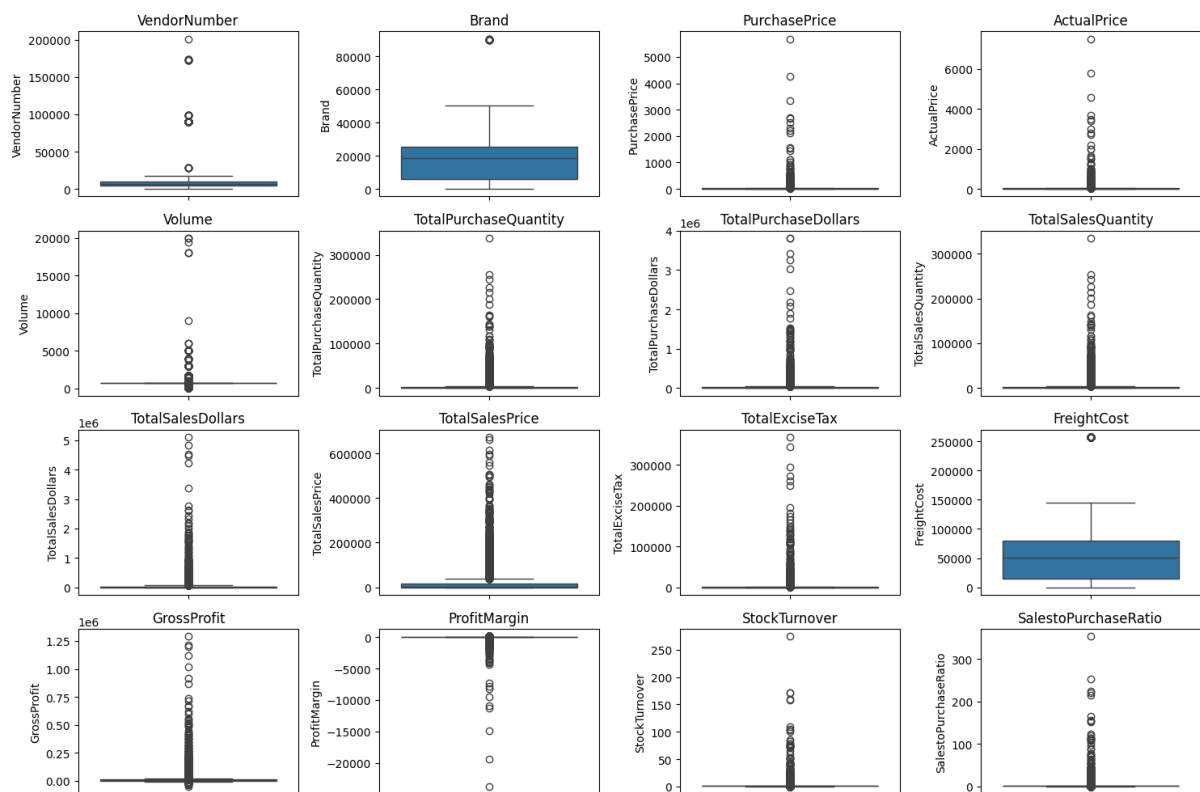 VendorNumber
VendorNumber
200000
150000
100000
50000
0
Brand
Brand
80000
60000
40000
20000
0
PurchasePrice
PurchasePrice
5000
4000
3000
2000
1000
0
ActualPrice
ActualPrice
6000
4000
2000
0
Volume
Volume
20000
15000
10000
5000
0
TotalPurchaseQuantity
TotalPurchaseQuantity
300000
200000
100000
0
TotalPurchaseDollars
1e6
TotalPurchaseDollars
4
3
2
1
0
TotalSalesQuantity
TotalSalesQuantity
300000
200000
100000
0
TotalSalesDollars
1e6
TotalSalesDollars
5
4
3
2
1
0
TotalSalesPrice
TotalSalesPrice
600000
400000
200000
0
TotalExciseTax
TotalExciseTax
300000
200000
100000
0
FreightCost
FreightCost
250000
200000
150000
100000
50000
0
GrossProfit
1e6
GrossProfit
1.25
1.00
0.75
0.50
0.25
0.00
ProfitMargin
ProfitMargin
0
−5000
−10000
−15000
−20000
StockTurnover
StockTurnover
250
200
150
100
50
0
SalestoPurchaseRatio
SalestoPurchaseRatio
300
200
100
0